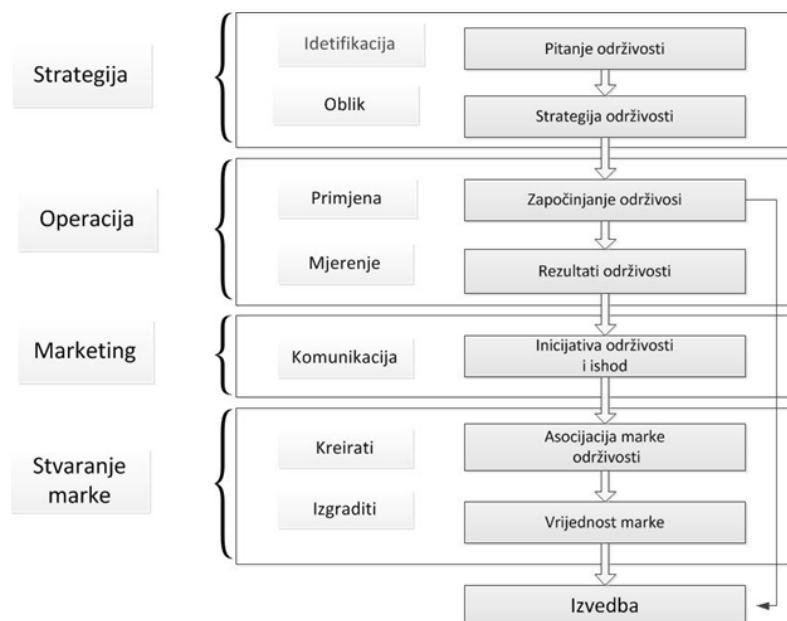 Strategija
Idetifikacija
Pitanje održivosti
Oblik
Strategija održivosti
Operacija
Primjena
Započinjanje održivosi
Mjerenje
Rezultati održivosti
Marketing
Komunikacija
Inicijativa održivosti
i ishod
Stvaranje
marke
Kreirati
Asocijacija marke
održivosti
Izgraditi
Vrijednost marke
Izvedba